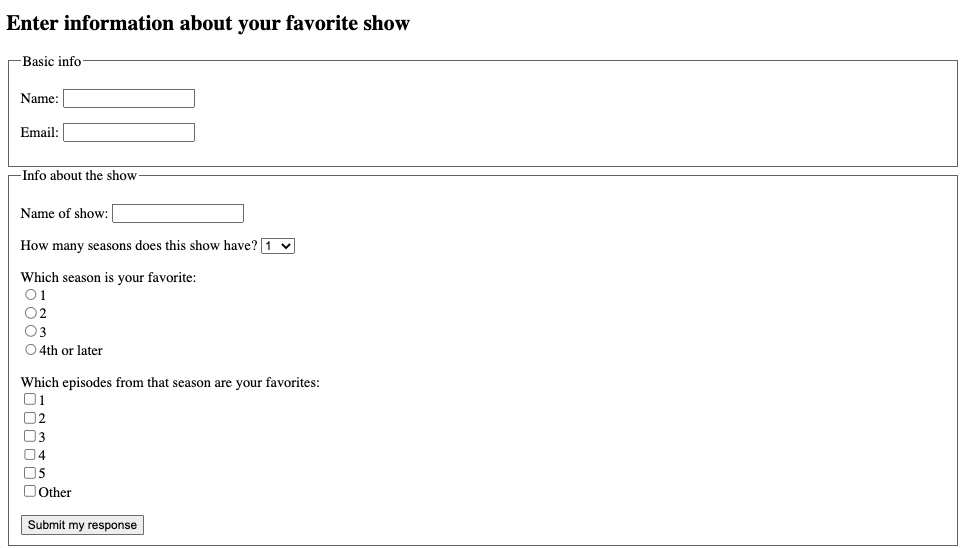 Enter information about your favorite show
Basic info
Name:
Email:
Info about the show
Name of show:
How many seasons does this show have? 1
Which season is your favorite:
1
2
3
4th or later
Which episodes from that season are your favorites:
1
2
3
4
5
Other
Submit my response